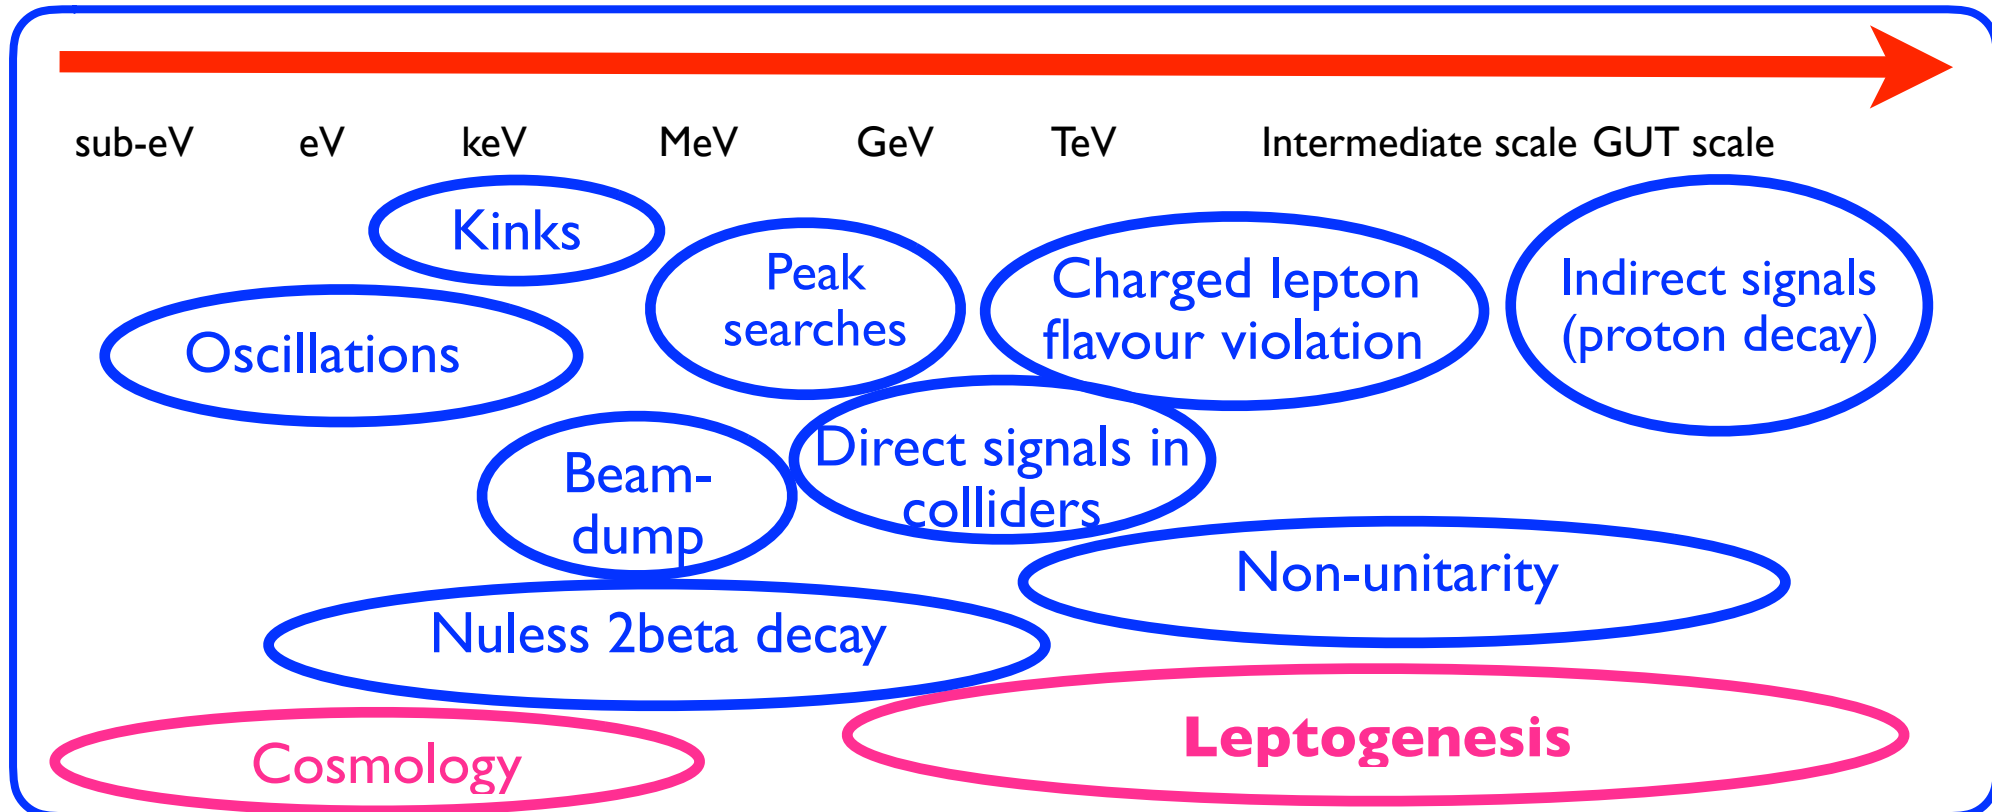 sub-eV eV keV MeV GeV TeV Intermediate scale GUT scale
Kinks
Peak
searches
Charged lepton
flavour violation
Indirect signals
(proton decay)
Oscillations
Beam-
dump
Direct signals in
colliders
Non-unitarity
Nuless 2beta decay
Leptogenesis
Cosmology